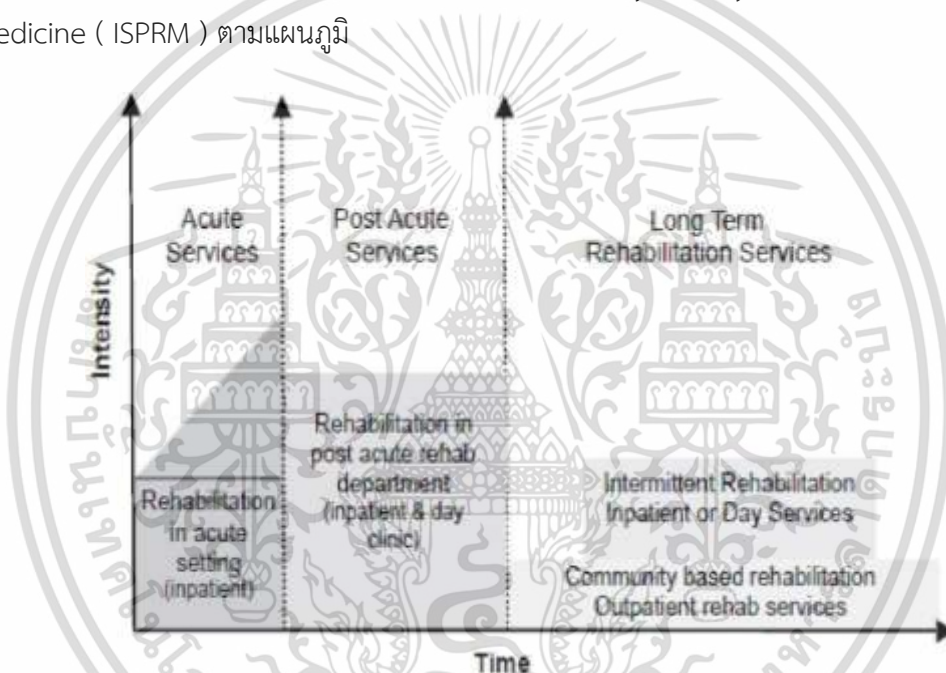 edicine ( ISPRM ) ตามแผนภูมิ
Acute
Services
Post Acute
Services
Long Term
Rehabilitation Services
Intensity
Rehabilitation
in acute
setting
(inpatient)
Rehabilitation in
post acute rehab
department
(inpatient & day
clinic)
Intermittent Rehabilitation
Inpatient or Day Services
Community based rehabilitation
Outpatient rehab services
Time